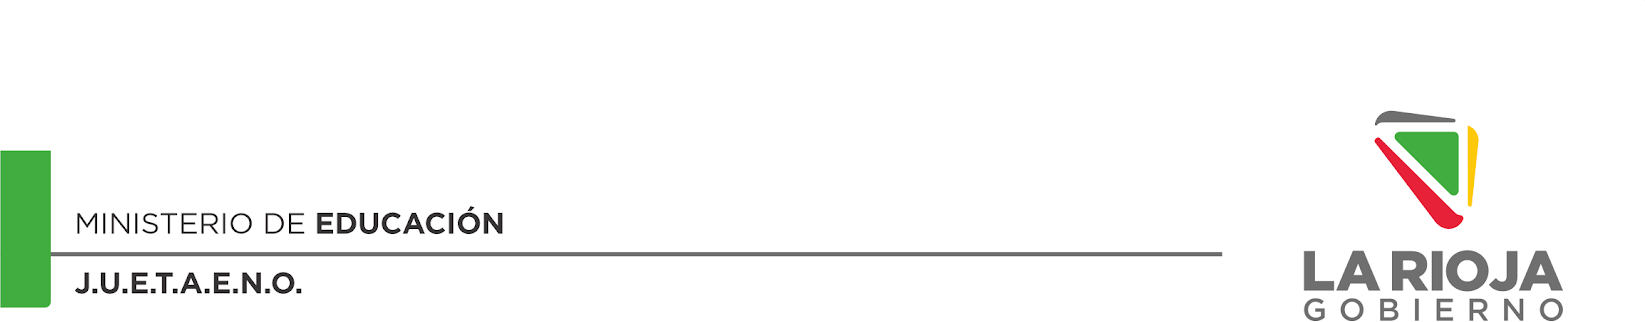 MINISTERIO DE EDUCACIÓN
J.U.E.T.A.E.N.O.
LA RIOJA
GOBIERNO